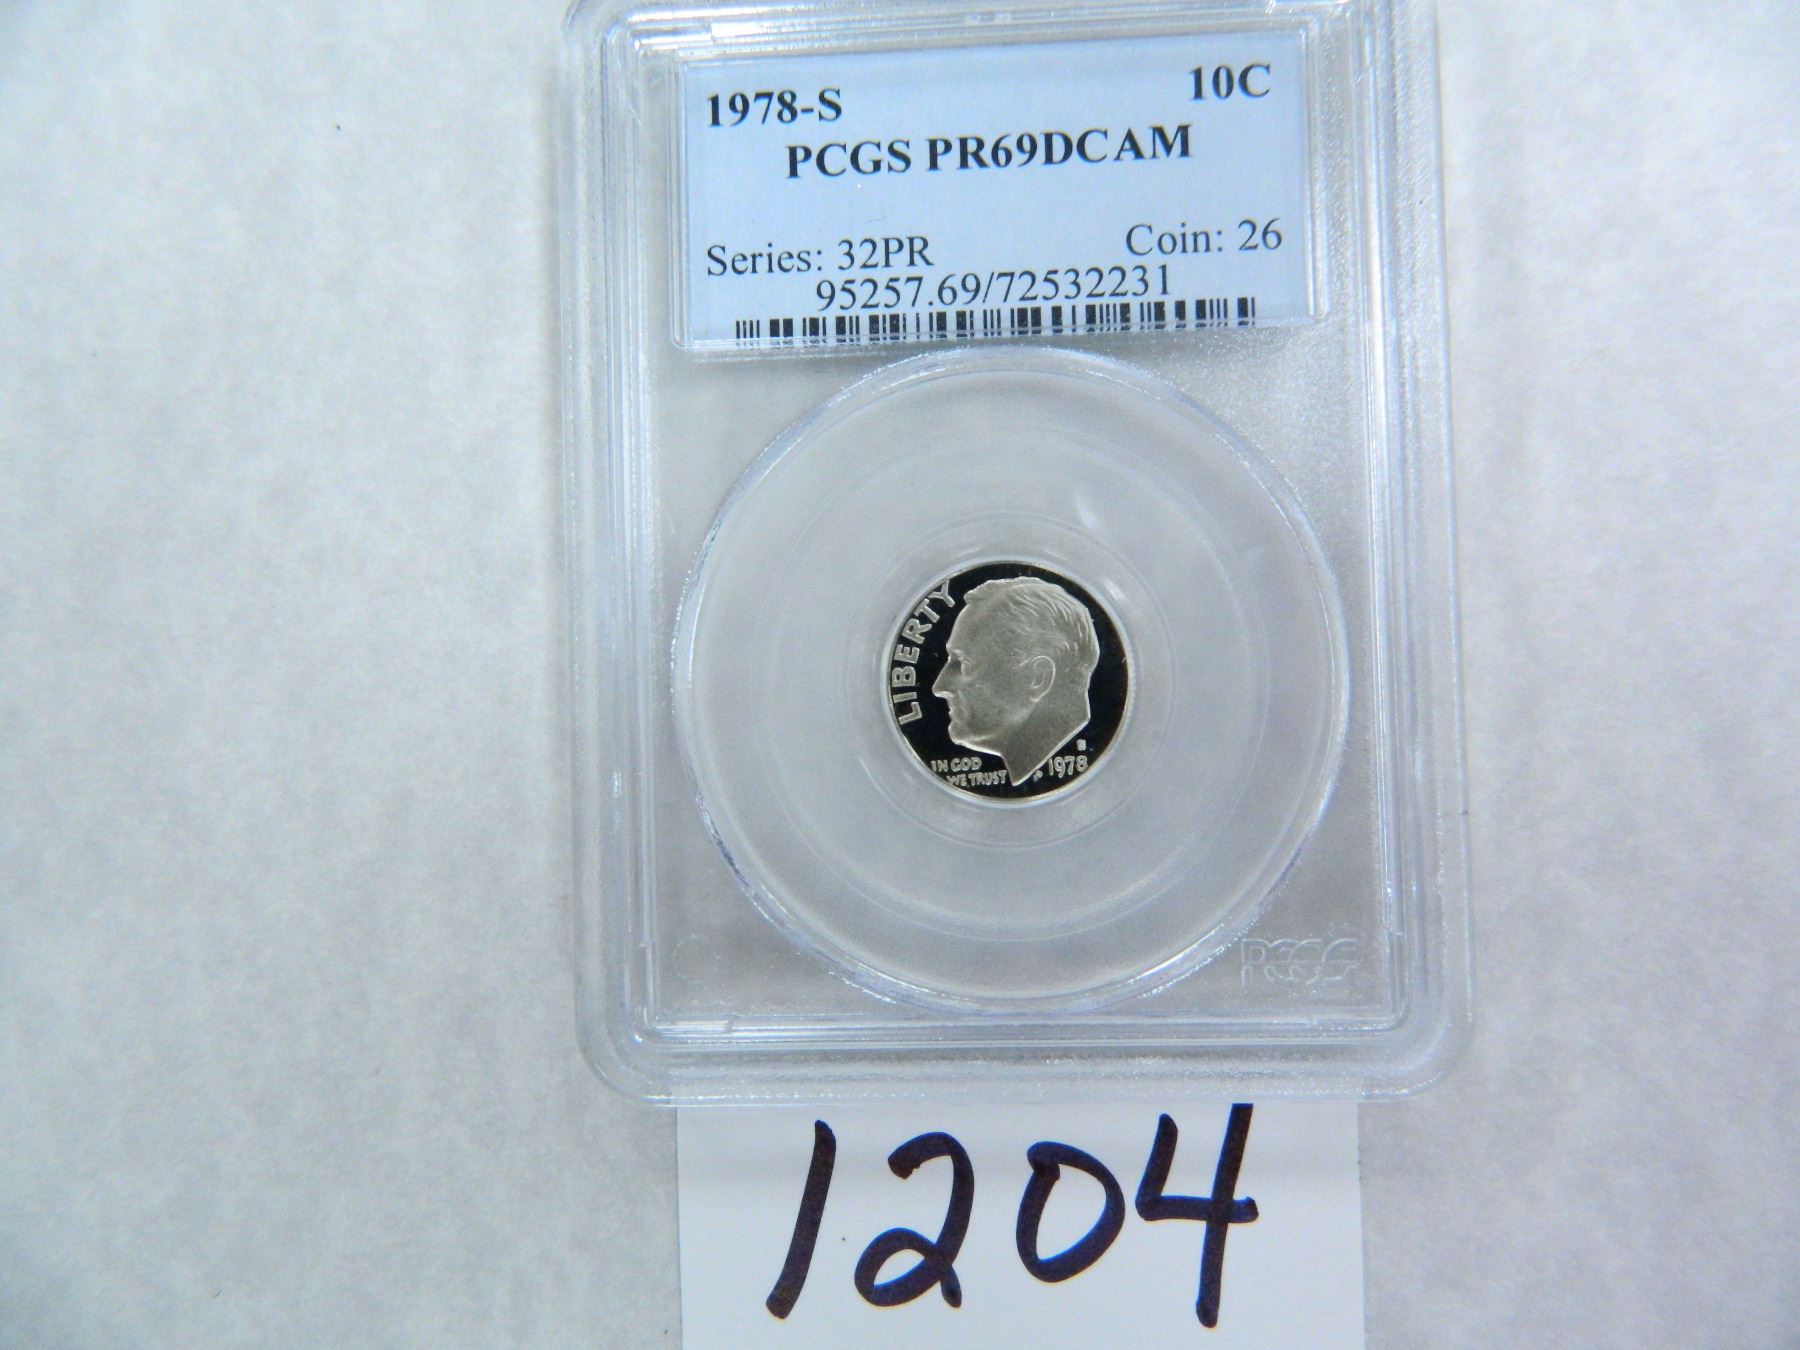 1978-S 10C
PCGS PR69DCAM
Series: 32PR Coin: 26
95257.69/72532231
LIBERTY
IN GOD
WE TRUST
1978
PCGS
1204